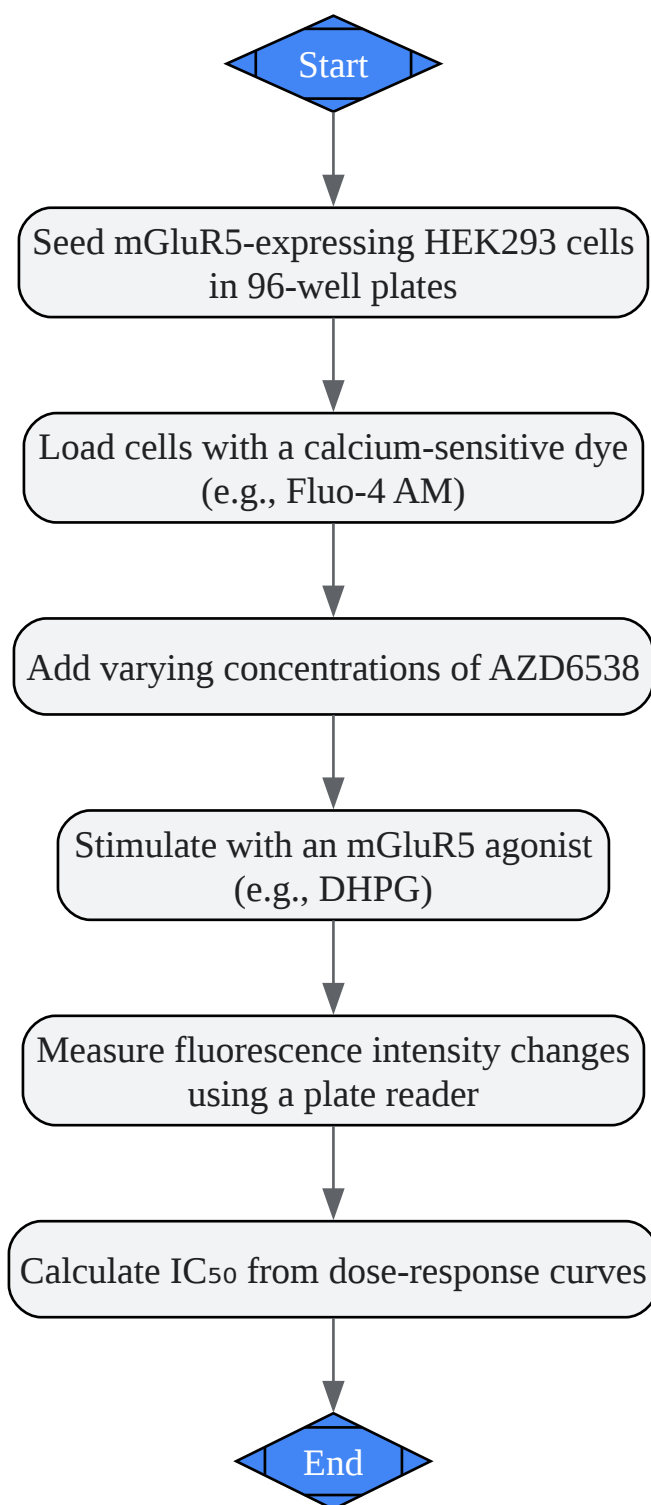 Start
Seed mGluR5-expressing HEK293 cells
in 96-well plates
Load cells with a calcium-sensitive dye
(e.g., Fluo-4 AM)
Add varying concentrations of AZD6538
Stimulate with an mGluR5 agonist
(e.g., DHPG)
Measure fluorescence intensity changes
using a plate reader
Calculate IC₅₀ from dose-response curves
End